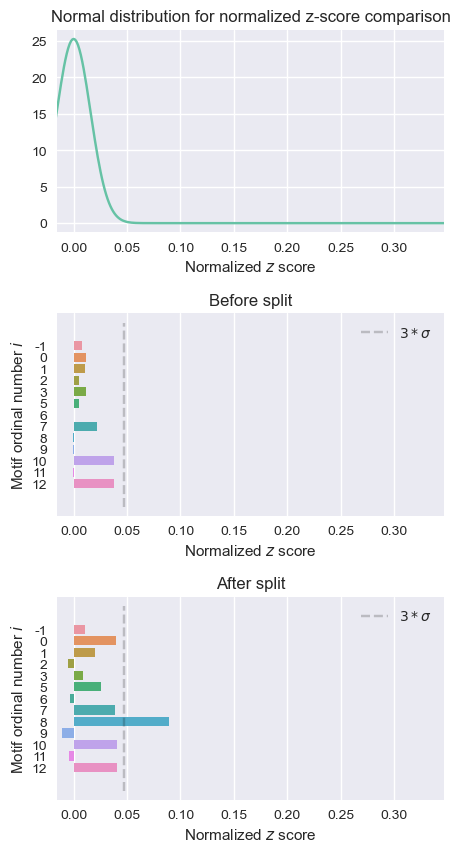 Normal distribution for normalized z-score comparison
25
20
15
10
5
0
0.00 0.05 0.10 0.15 0.20 0.25 0.30
Normalized z score
Before split
3 * σ
Motif ordinal number i
-1
0
1
2
3
5
6
7
8
9
10
11
12
0.00 0.05 0.10 0.15 0.20 0.25 0.30
Normalized z score
After split
3 * σ
Motif ordinal number i
-1
0
1
2
3
5
6
7
8
9
10
11
12
0.00 0.05 0.10 0.15 0.20 0.25 0.30
Normalized z score